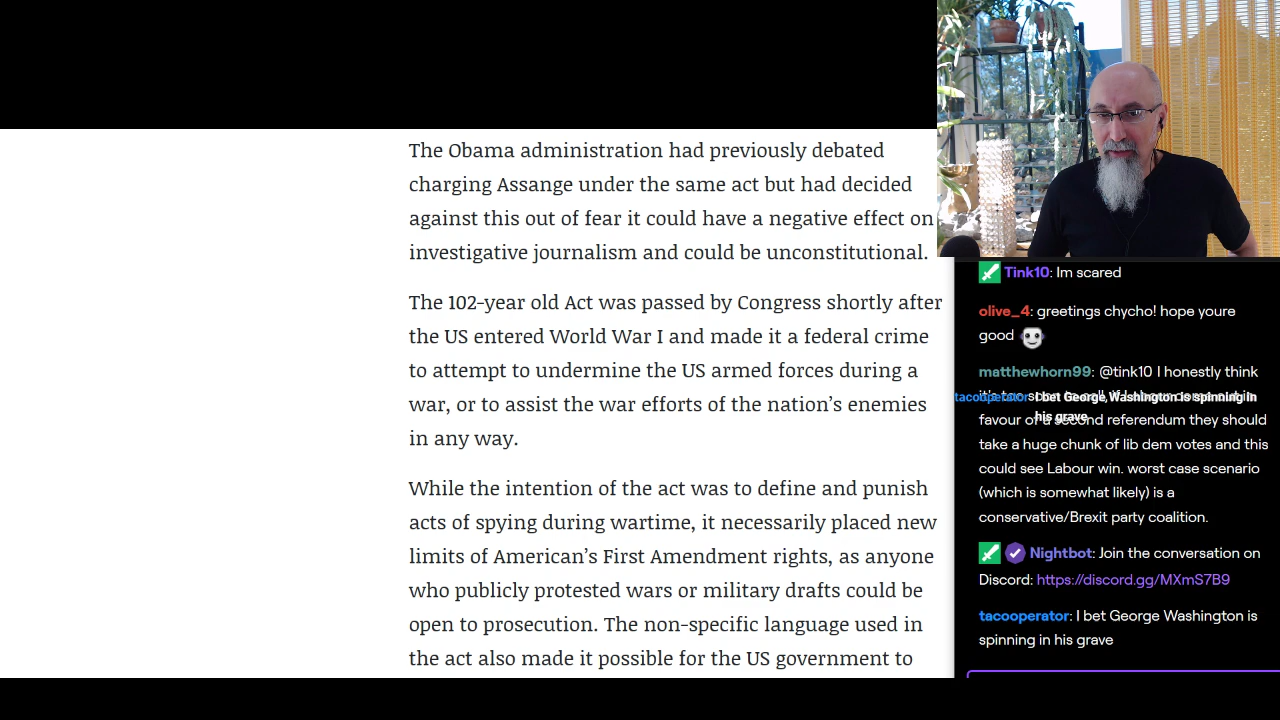 The Obama administration had previously debated
charging Assange under the same act but had decided
against this out of fear it could have a negative effect on
investigative journalism and could be unconstitutional.
The 102-year old Act was passed by Congress shortly after
the US entered World War I and made it a federal crime
to attempt to undermine the US armed forces during a
war, or to assist the war efforts of the nation’s enemies
in any way.
While the intention of the act was to define and punish
acts of spying during wartime, it necessarily placed new
limits of American’s First Amendment rights, as anyone
who publicly protested wars or military drafts could be
open to prosecution. The non-specific language used in
the act also made it possible for the US government to
Tink10: Im scared
olive_4: greetings chycho! hope youre
good
matthewhorn99: @tink10 I honestly think
tacooperator I bet George Washington is spinning in
his grave
favour of a second referendum they should
take a huge chunk of lib dem votes and this
could see Labour win. worst case scenario
(which is somewhat likely) is a
conservative/Brexit party coalition.
Nightbot: Join the conversation on
Discord: https://discord.gg/MXmS7B9
tacooperator: I bet George Washington is
spinning in his grave